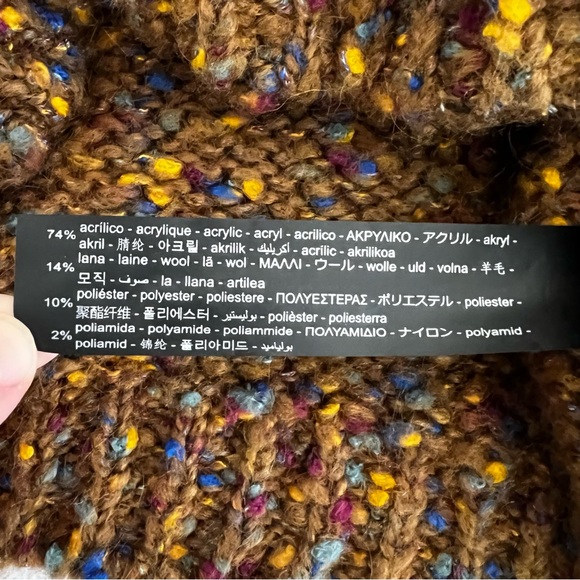 74% acrílico - acrylique - acrylic - acryl - acrilico - ΑΚΡΥΛΙΚΟ - アクリル - akryl -
akril - 腈纶 - 아크릴 - akrilik - أكريليك - acrílic - akrilikoa
14% lana - laine - wool - lã - wol - ΜΑΛΛΙ - ウール - wolle - uld - volna - 羊毛 -
모직 - صوف - la - llana - artilea
10% poliéster - polyester - poliestere - ΠΟΛΥΕΣΤΕΡΑΣ - ポリエステル - poliester -
聚酯纤维 - 폴리에스터 - بوليستير - polièster - poliesterra
2% poliamida - polyamide - poliammide - ΠΟΛΥΑΜΙΔΙΟ - ナイロン - polyamid -
poliamid - 锦纶 - 폴리아미드 - بولياميد